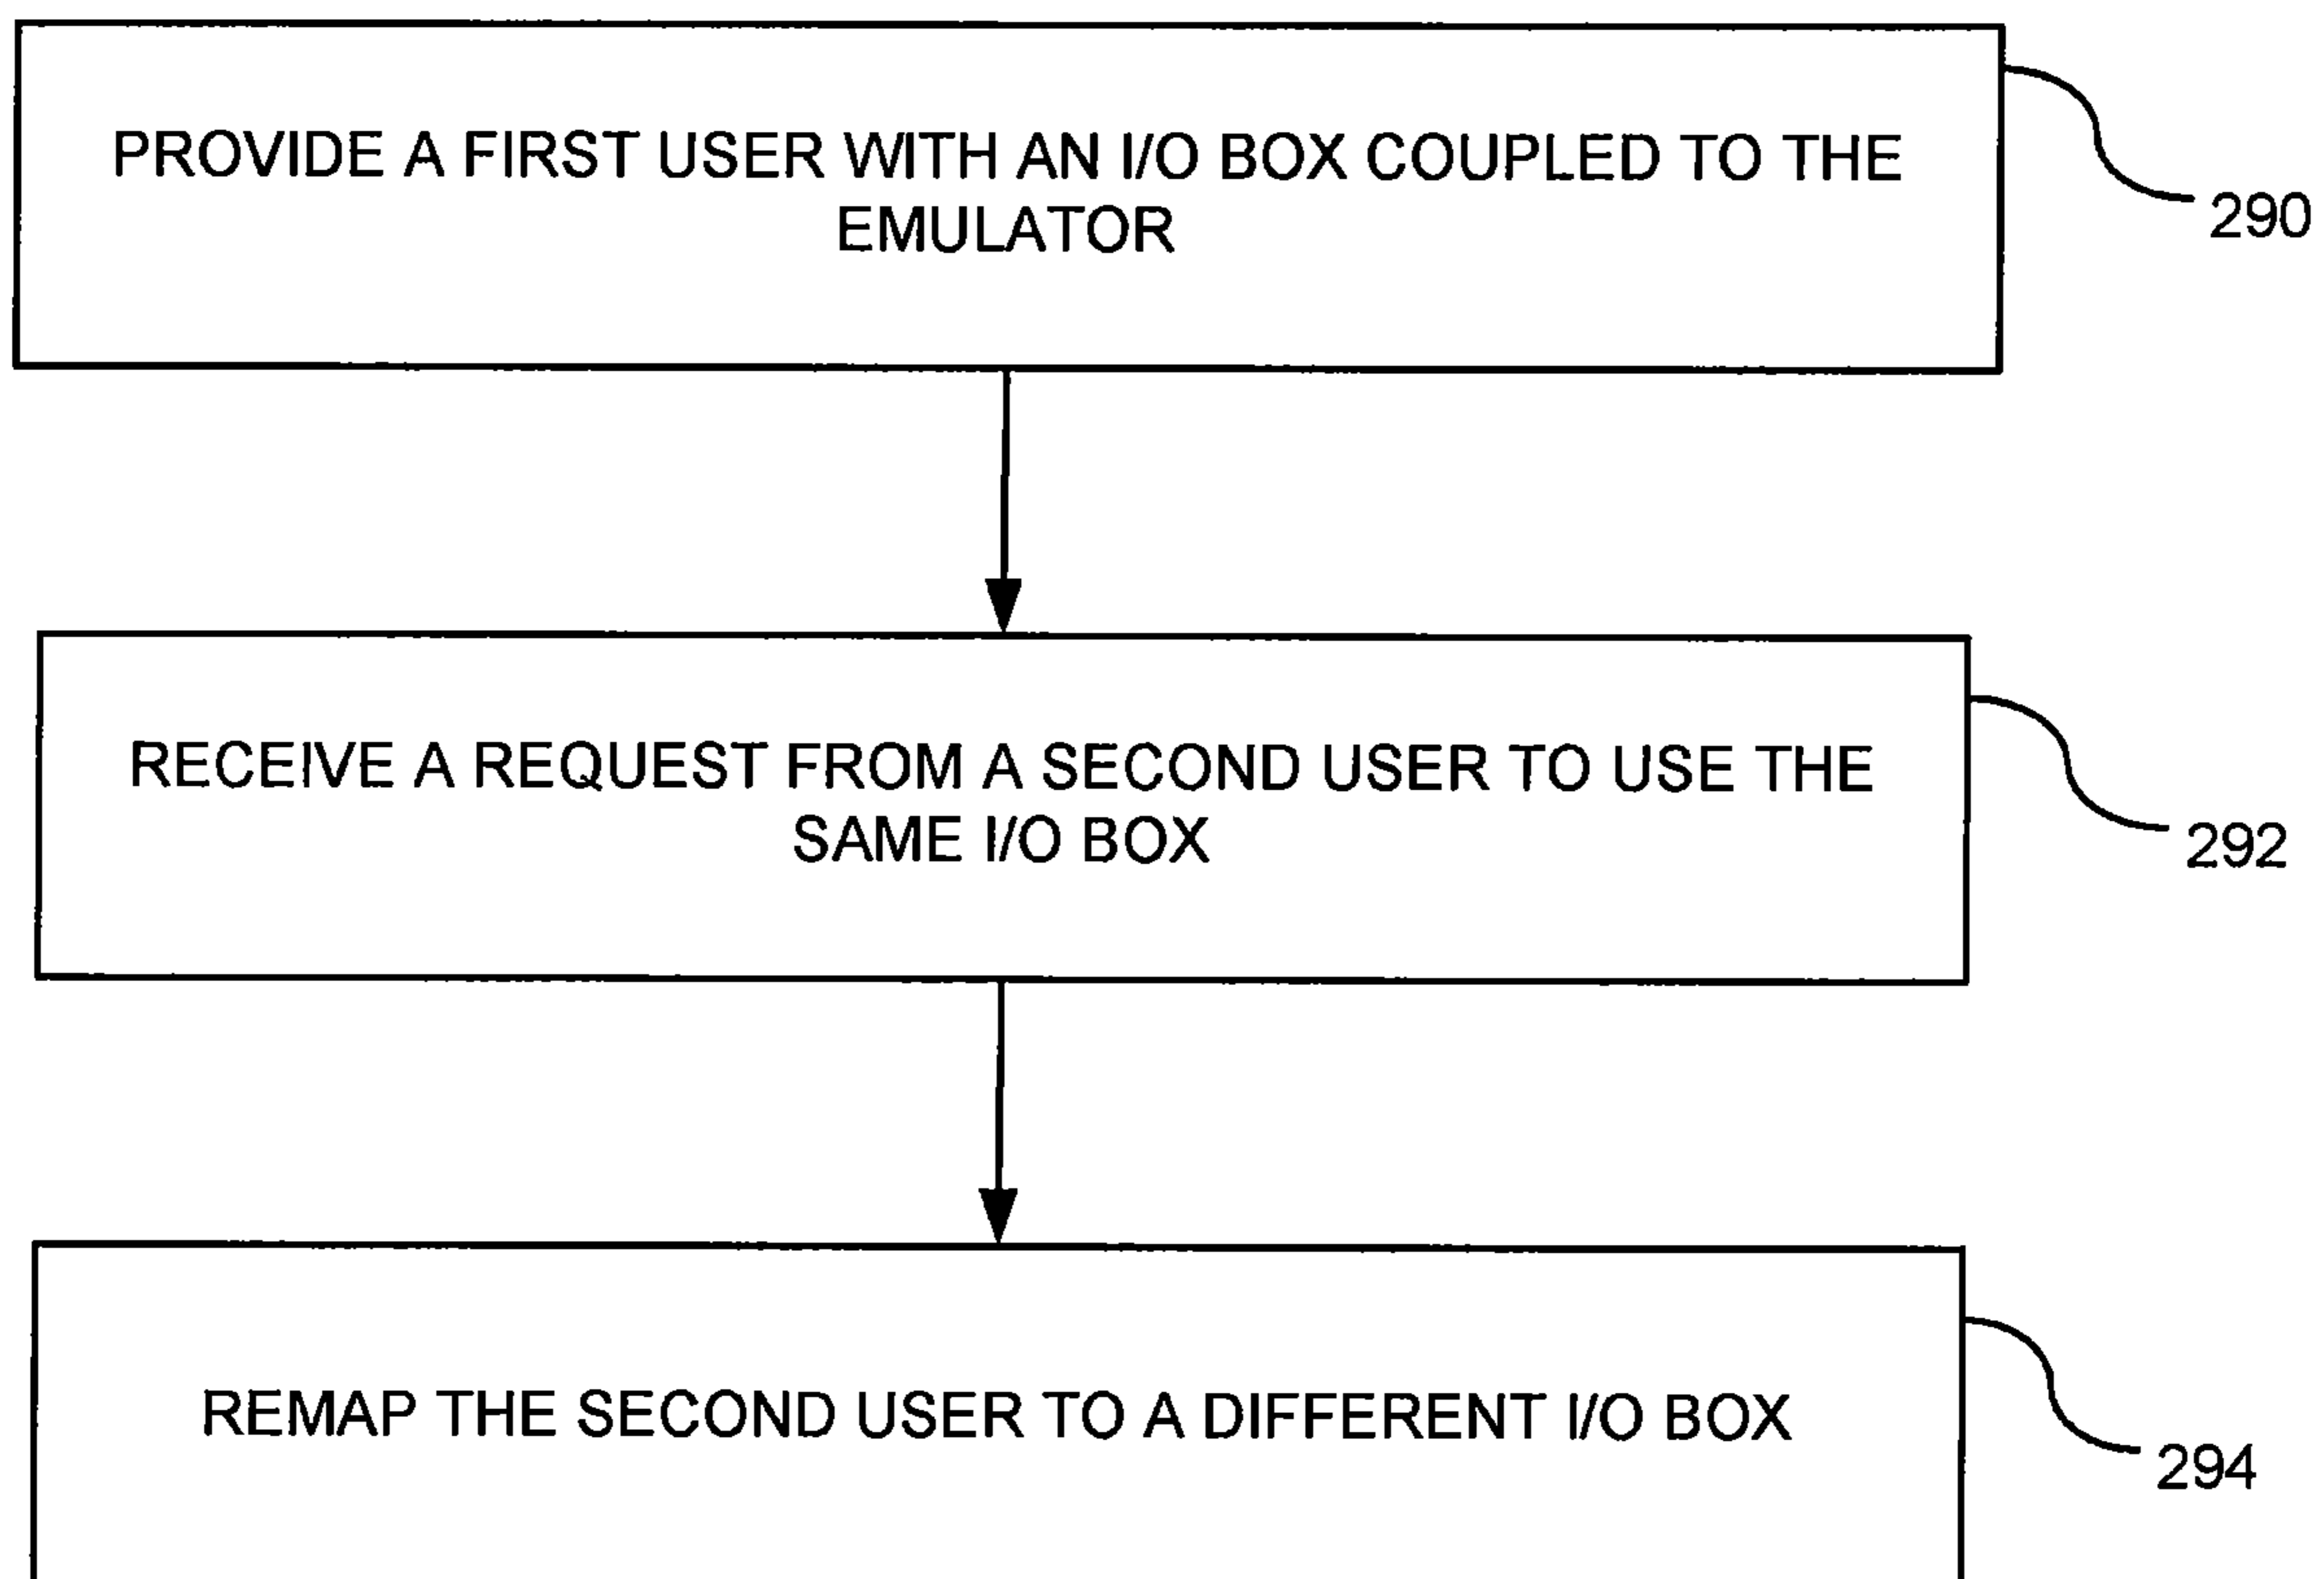 PROVIDE A FIRST USER WITH AN I/O BOX COUPLED TO THE
EMULATOR
290
RECEIVE A REQUEST FROM A SECOND USER TO USE THE
SAME I/O BOX
292
REMAP THE SECOND USER TO A DIFFERENT I/O BOX
294